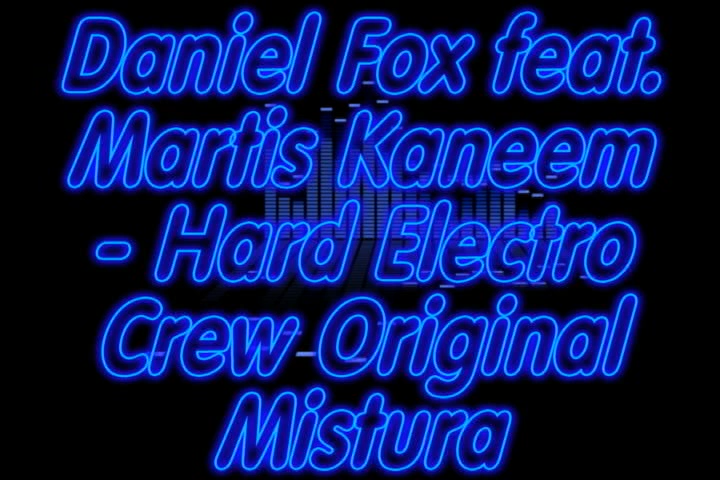 Daniel Fox feat.
Martis Kaneem
- Hard Electro
Crew Original
Mistura